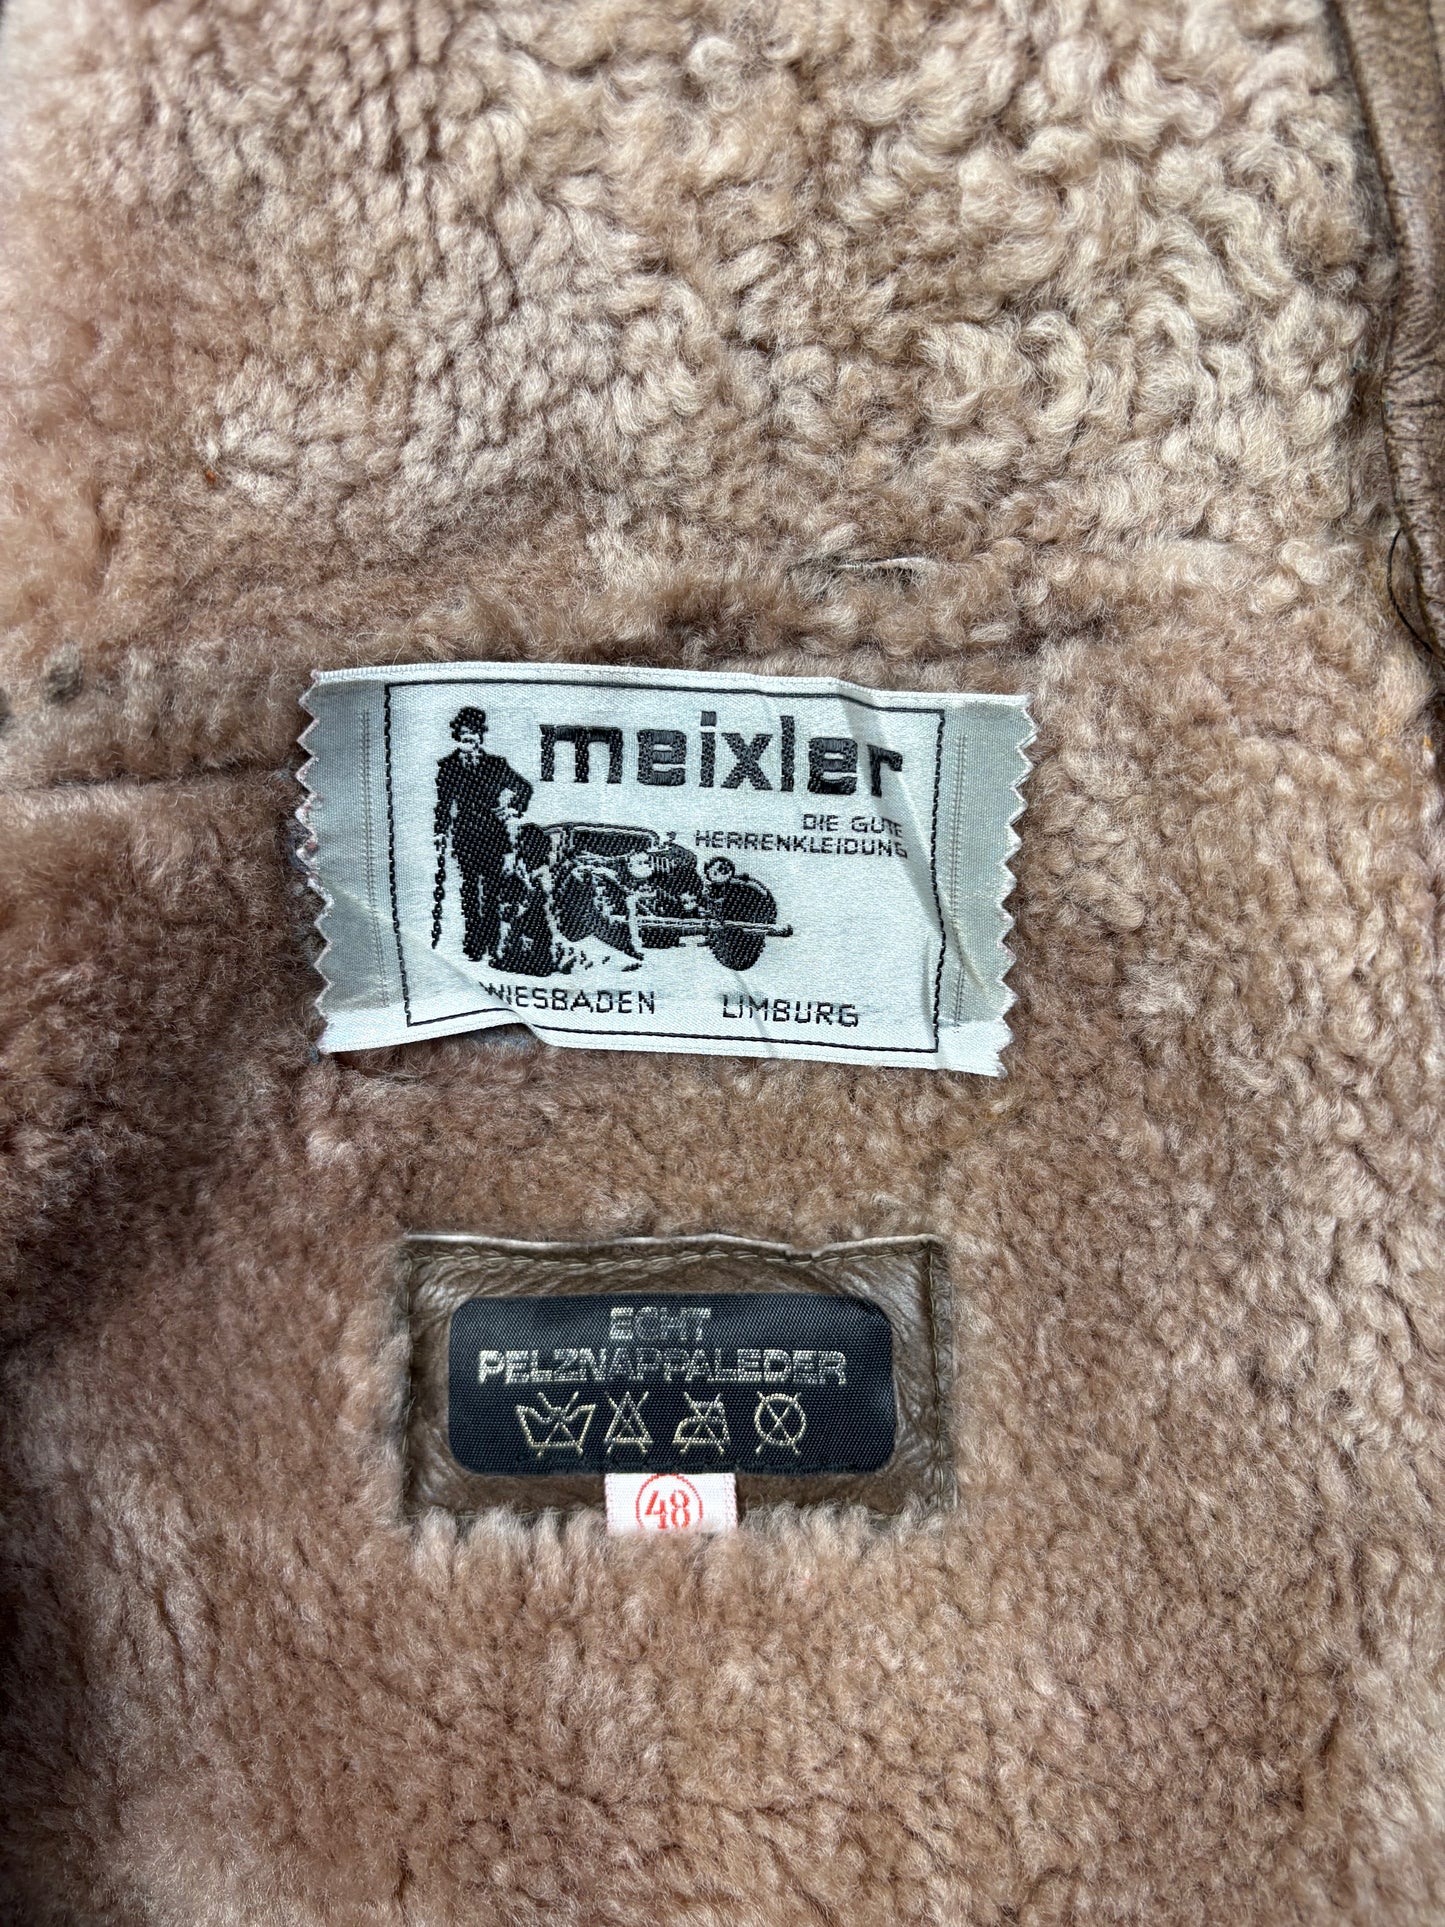 meixler
DIE GUTE
HERRENKLEIDUNG
WIESBADEN LIMBURG
ECHT
PELZNAPPALEDER
48